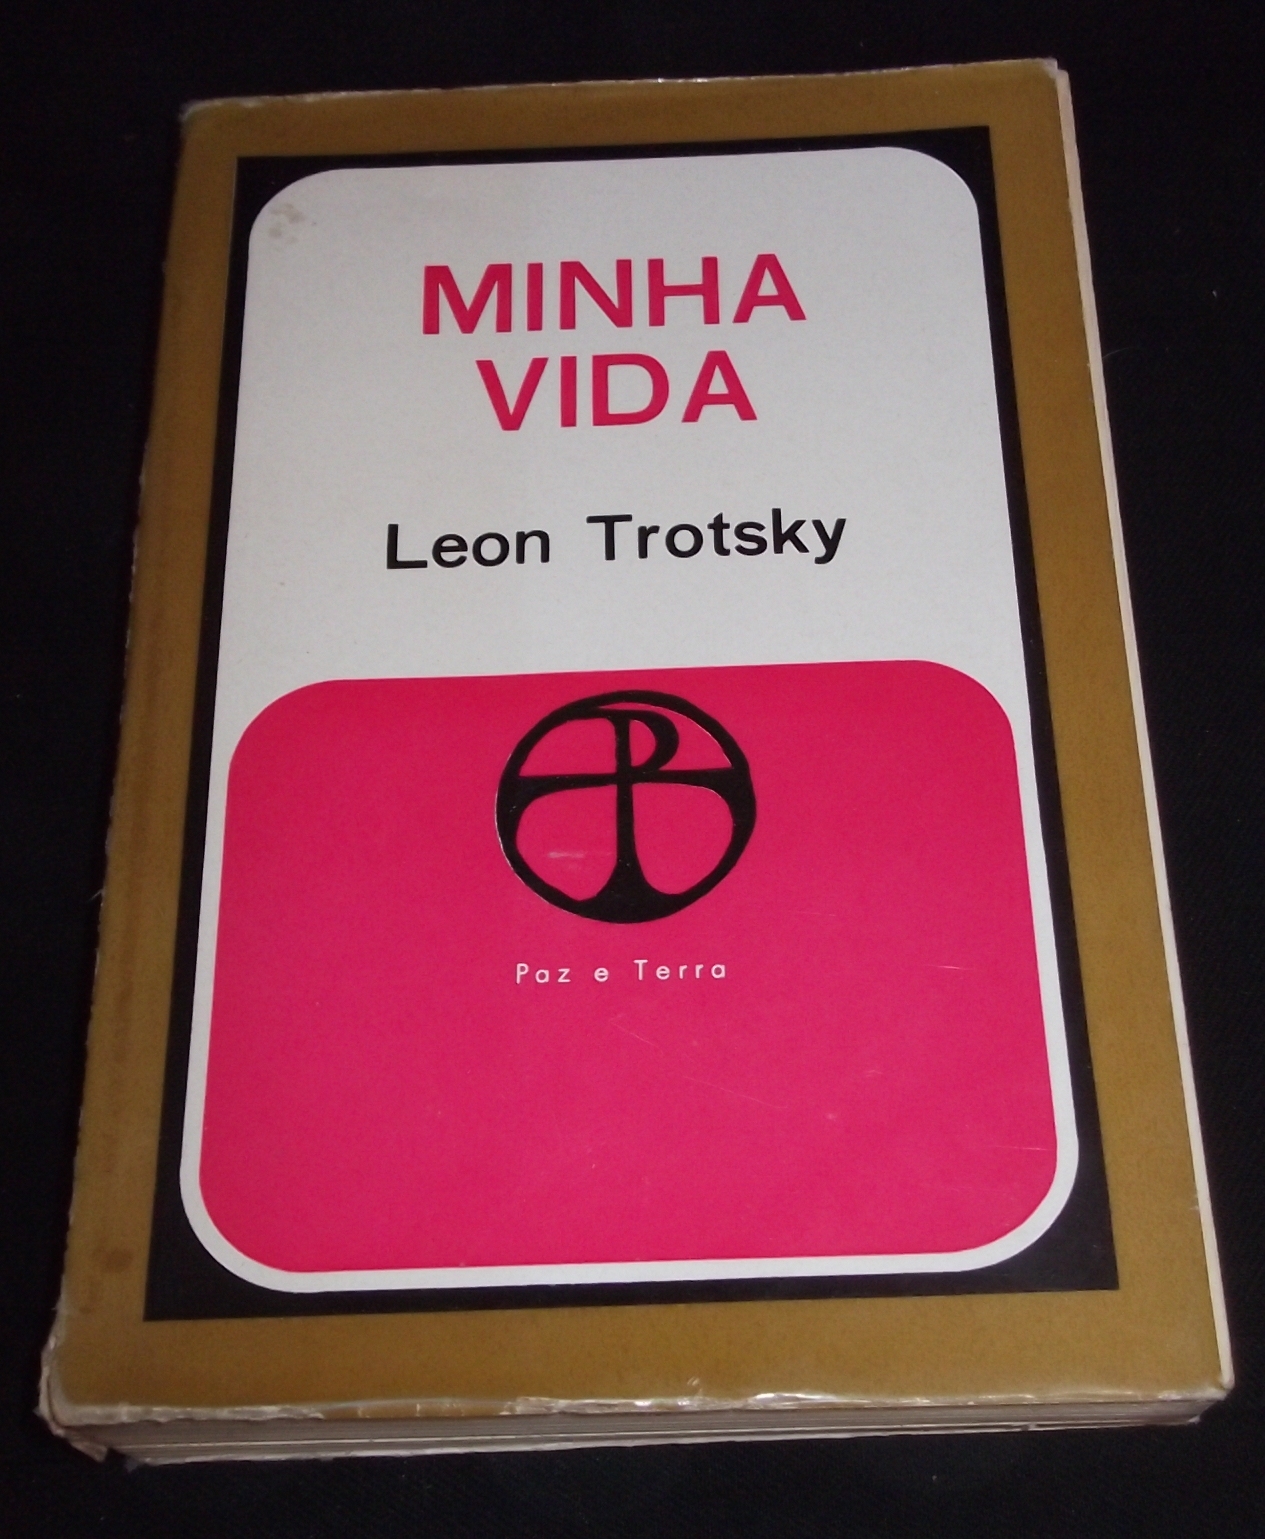 MINHA
VIDA
Leon Trotsky
Paz e Terra